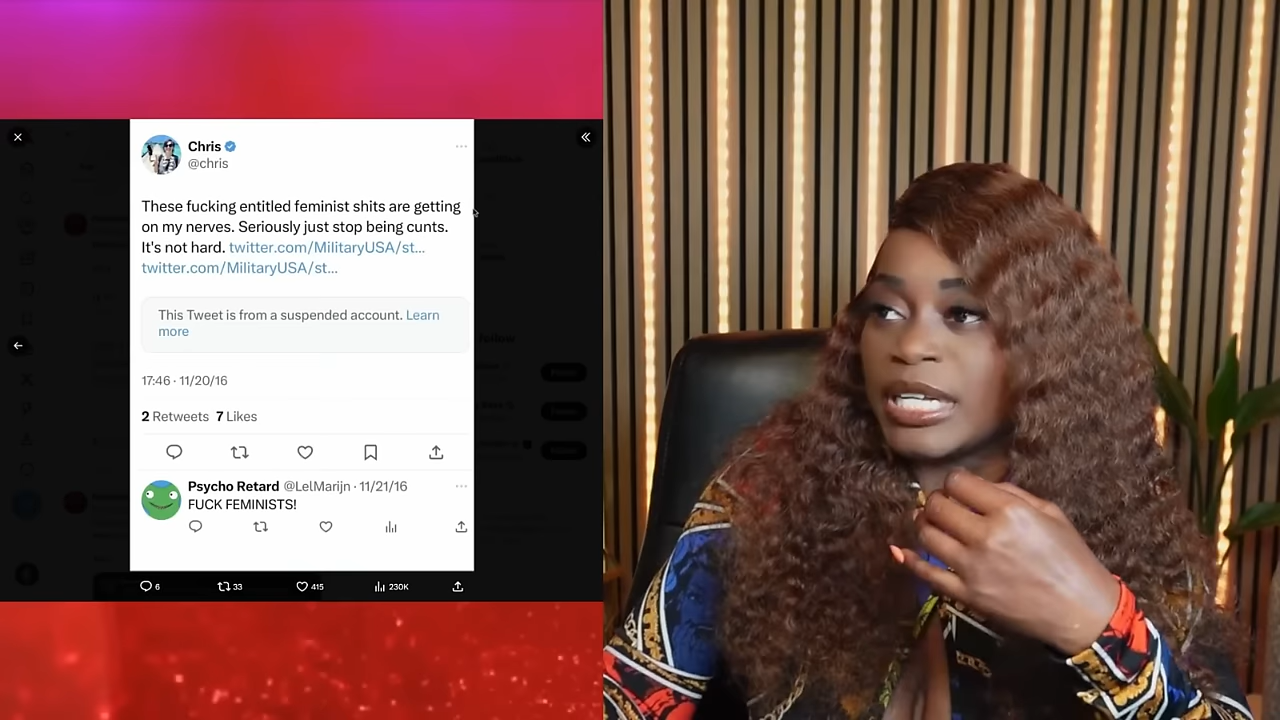 Chris
@chris
These fucking entitled feminist shits are getting
on my nerves. Seriously just stop being cunts.
It's not hard. twitter.com/MilitaryUSA/st...
twitter.com/MilitaryUSA/st...
This Tweet is from a suspended account. Learn
more
17:46 · 11/20/16
2 Retweets 7 Likes
Psycho Retard @LelMarijn · 11/21/16
FUCK FEMINISTS!
6 33 415 230K